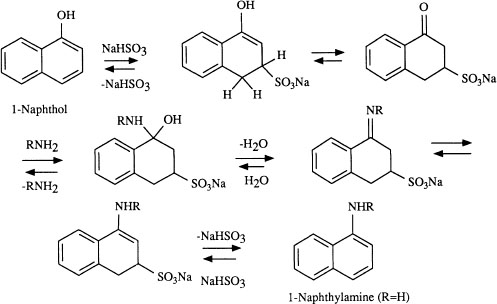 OH
NaHSO3
-NaHSO3
1-Naphthol
OH
H
SO3Na
H H
O
SO3Na
RNH2
-RNH2
RNH OH
SO3Na
-H2O
H2O
NR
SO3Na
NHR
SO3Na
-NaHSO3
NaHSO3
NHR
1-Naphthylamine (R=H)